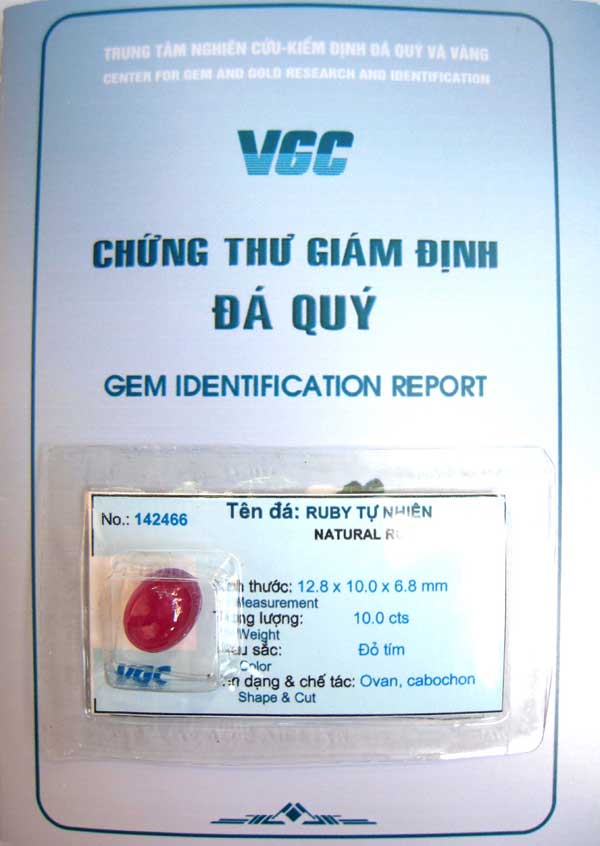 TRUNG TÂM NGHIÊN CỨU-KIỂM ĐỊNH ĐÁ QUÝ VÀ VÀNG
CENTER FOR GEM AND GOLD RESEARCH AND IDENTIFICATION
VGC
CHỨNG THƯ GIÁM ĐỊNH
ĐÁ QUÝ
GEM IDENTIFICATION REPORT
No.: 142466 Tên đá: RUBY TỰ NHIÊN
NATURAL
thước: 12.8 x 10.0 x 6.8 mm
Measurement
lượng: 10.0 cts
Weight
sắc: Đỏ tím
Color
dạng & chế tác: Ovan, cabochon
Shape & Cut
VGC